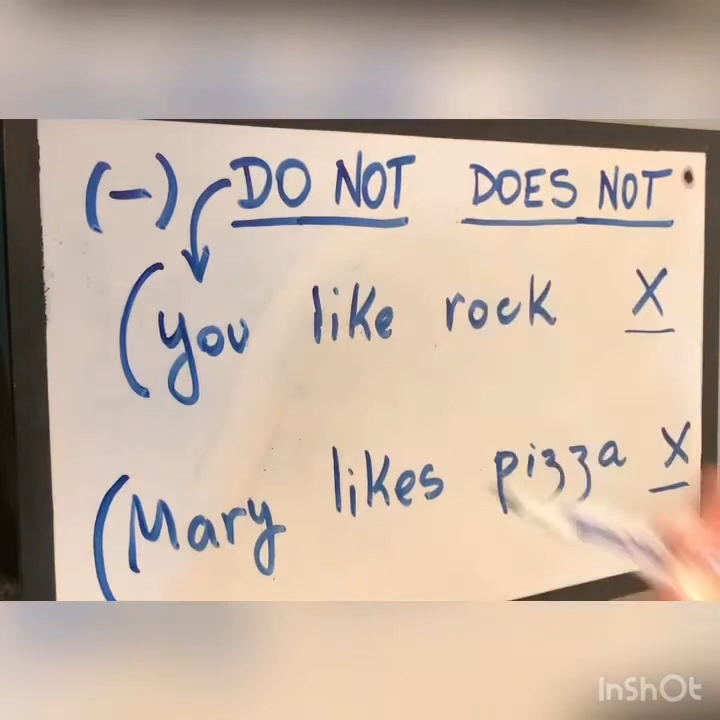 (-) DO NOT DOES NOT
(you like rock X
(Mary likes pizza X
InShOt